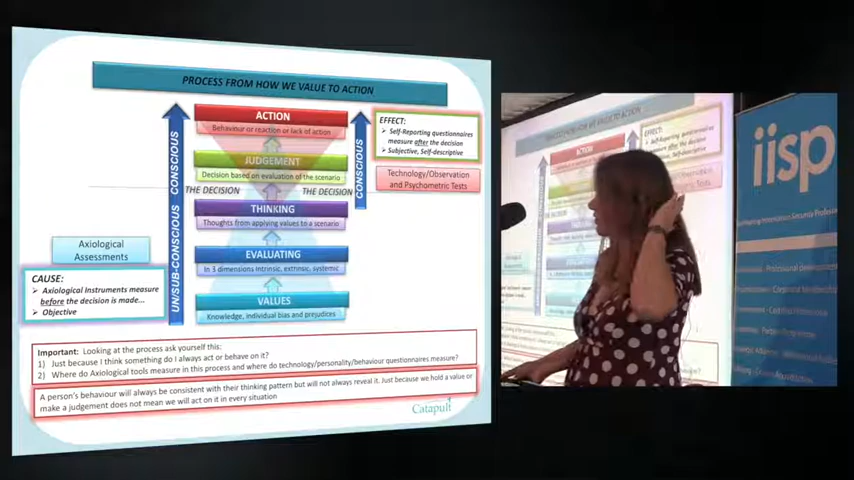 PROCESS FROM HOW WE VALUE TO ACTION
ACTION
Behaviour or reaction or lack of action
JUDGEMENT
Decision based on evaluation of the scenario
THE DECISION
THE DECISION
THINKING
Thoughts from applying values to a scenario
EVALUATING
In 3 dimensions intrinsic, extrinsic, systemic
VALUES
Knowledge, individual bias and prejudices
UN/SUB-CONSCIOUS
CONSCIOUS
CONSCIOUS
EFFECT:
Self-Reporting questionnaires
measure after the decision
Subjective, Self-descriptive
Technology/Observation
and Psychometric Tests
Axiological
Assessments
CAUSE:
Axiological Instruments measure
before the decision is made...
Objective
Important: Looking at the process ask yourself this:
1) Just because I think something do I always act or behave on it?
2) Where do Axiological tools measure in this process and where do technology/personality/behaviour questionnaires measure?
A person's behaviour will always be consistent with their thinking pattern but will not always reveal it. Just because we hold a value or
make a judgement does not mean we will act on it in every situation
Catapult
iisp